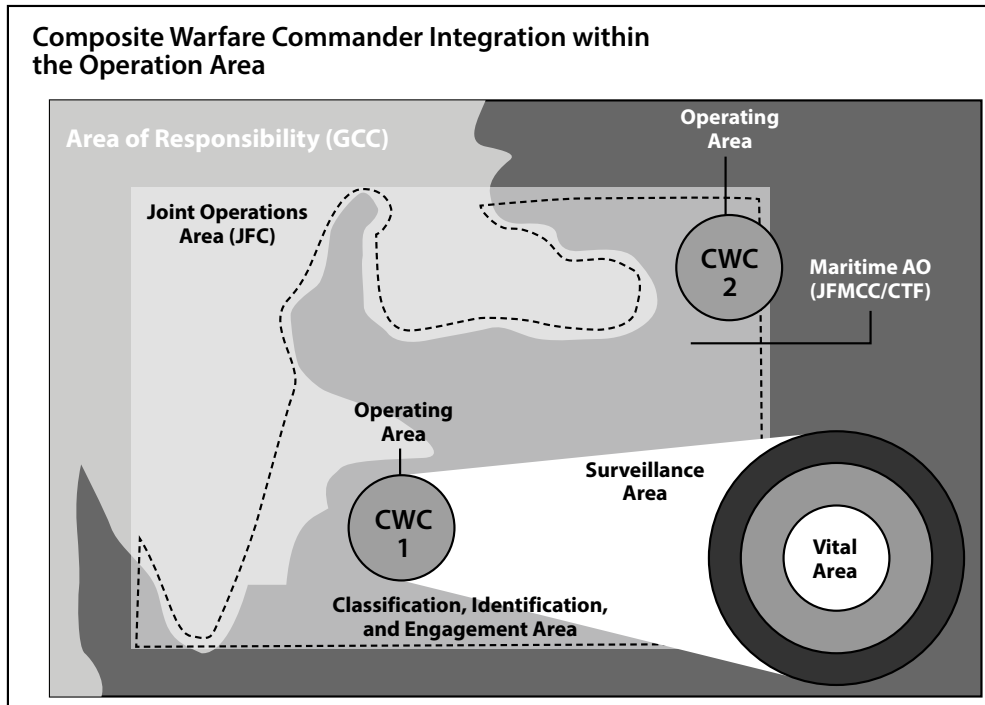 Composite Warfare Commander Integration within
the Operation Area
Area of Responsibility (GCC)
Operating
Area
Joint Operations
Area (JFC)
CWC
2
Maritime AO
(JFMCC/CTF)
Operating
Area
Surveillance
Area
CWC
1
Vital
Area
Classification, Identification,
and Engagement Area